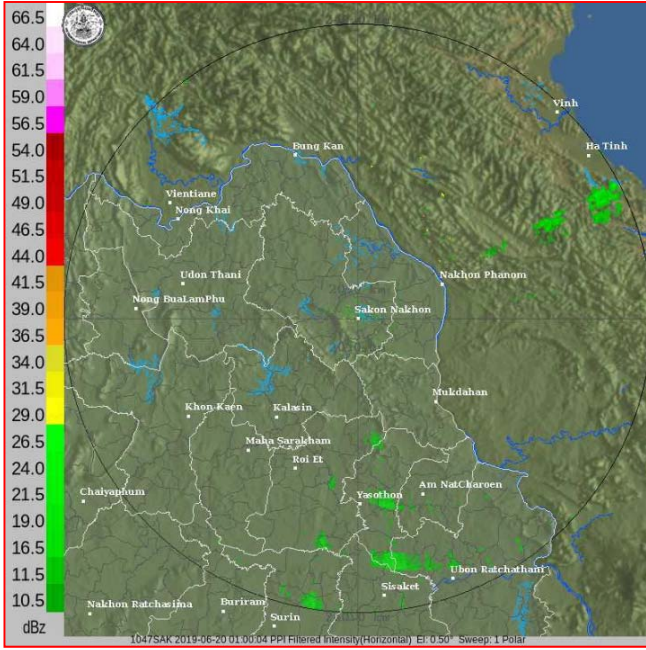 66.5
64.0
61.5
59.0
56.5
54.0
51.5
49.0
46.5
44.0
41.5
39.0
36.5
34.0
31.5
29.0
26.5
24.0
21.5
19.0
16.5
11.5
10.5
dBz
Vinh
Ha Tinh
Bung Kan
Vientiane
Nong Khai
Udon Thani
Nakhon Phanom
Nong BuaLamPhu
Sakon Nakhon
Mukdahan
Khon Kaen
Kalasin
Maha Sarakham
Roi Et
Chaiyaphum
Am NatCharoen
Yasothon
Ubon Ratchathani
Sisaket
Nakhon Ratchasima
Buriram
Surin
1047SAK 2019-06-20 01:00:04 PPI Filtered Intensity(Horizontal) El: 0.50° Sweep: 1 Polar